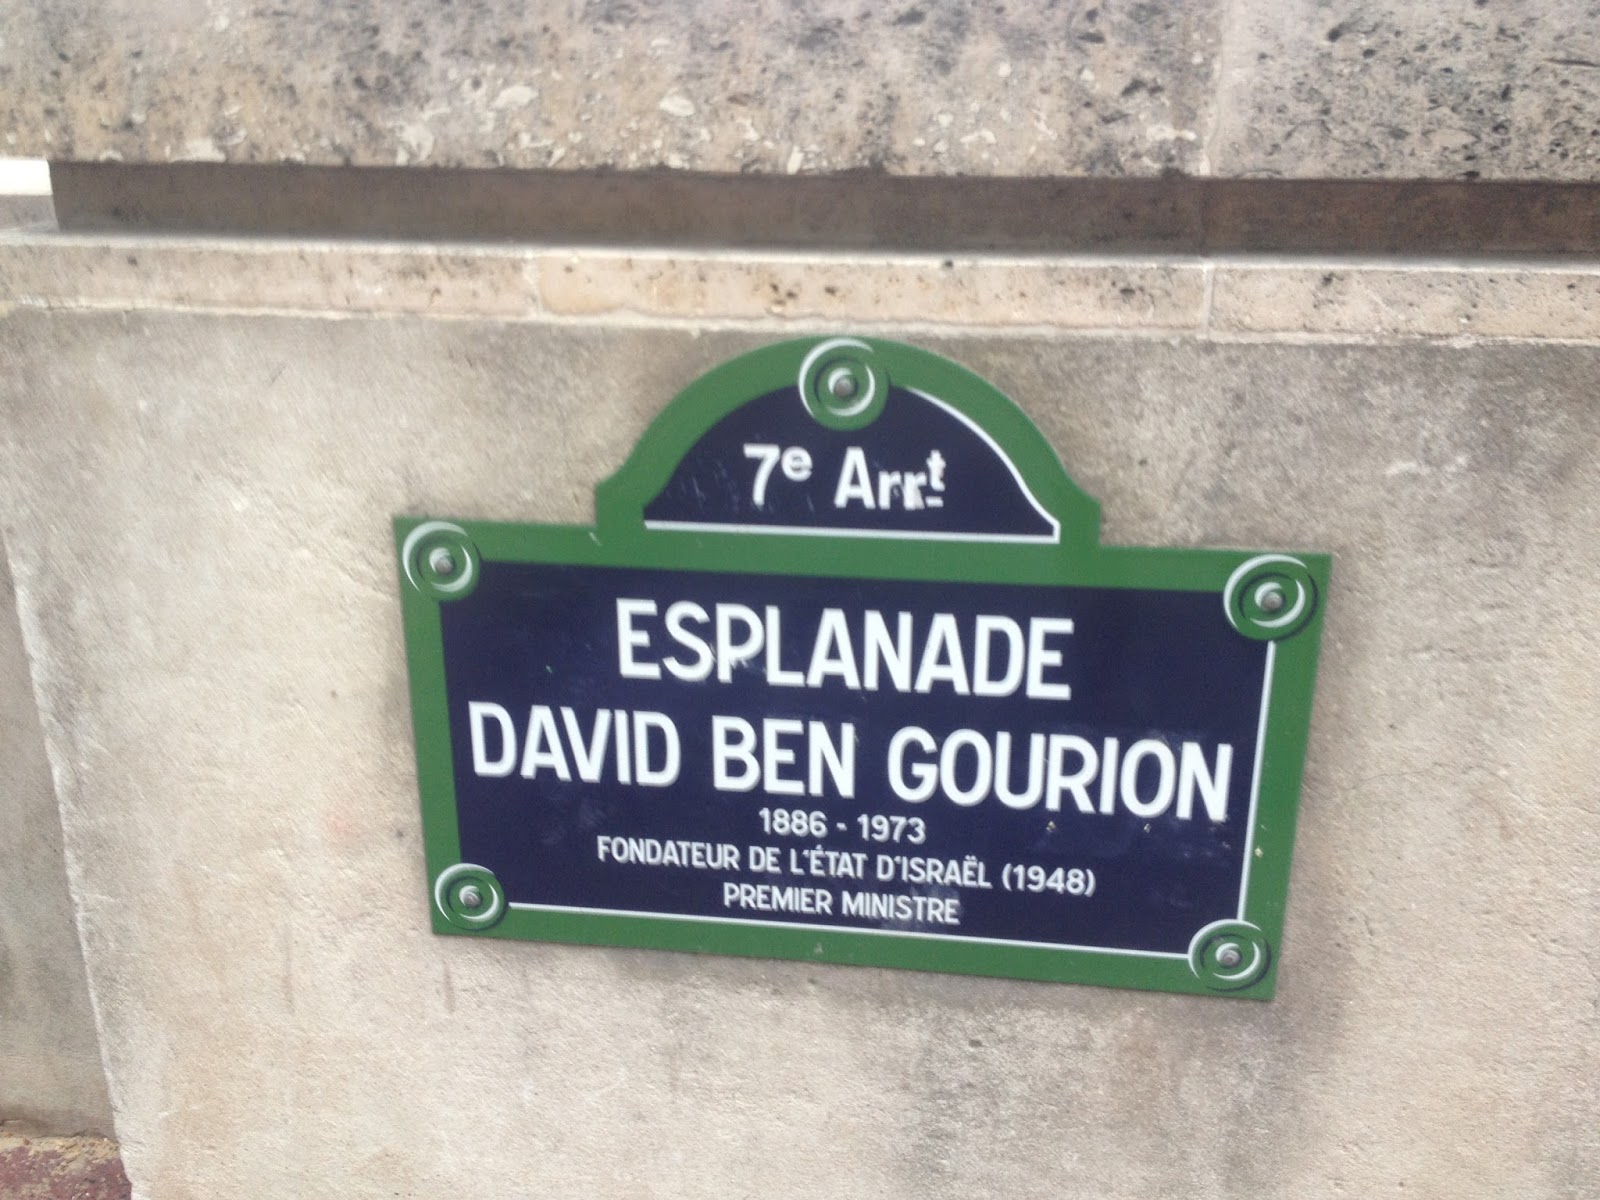 7e Arrt
ESPLANADE
DAVID BEN GOURION
1886 - 1973
FONDATEUR DE L'ÉTAT D'ISRAËL (1948)
PREMIER MINISTRE